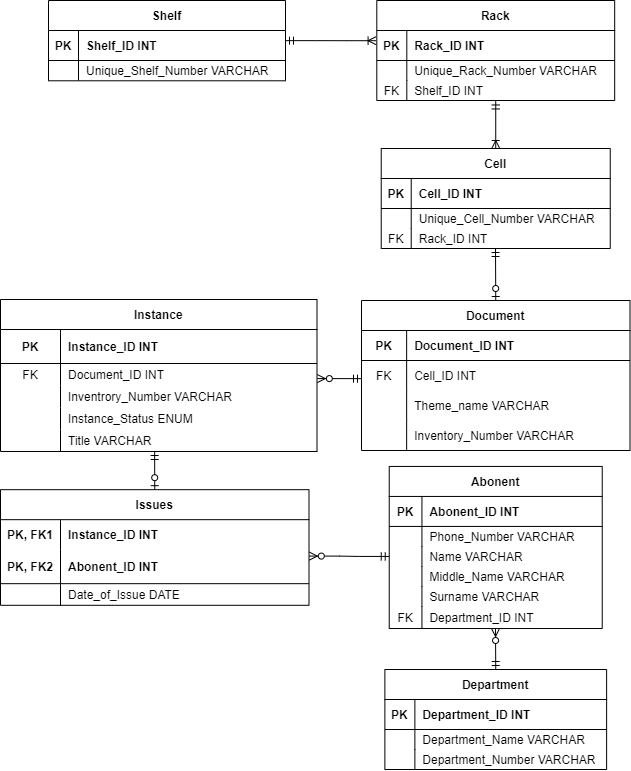 Shelf
PK Shelf_ID INT
Unique_Shelf_Number VARCHAR
Rack
PK Rack_ID INT
Unique_Rack_Number VARCHAR
FK Shelf_ID INT
Cell
PK Cell_ID INT
Unique_Cell_Number VARCHAR
FK Rack_ID INT
Instance
PK Instance_ID INT
FK Document_ID INT
Inventrory_Number VARCHAR
Instance_Status ENUM
Title VARCHAR
Document
PK Document_ID INT
FK Cell_ID INT
Theme_name VARCHAR
Inventory_Number VARCHAR
Issues
PK, FK1 Instance_ID INT
PK, FK2 Abonent_ID INT
Date_of_Issue DATE
Abonent
PK Abonent_ID INT
Phone_Number VARCHAR
Name VARCHAR
Middle_Name VARCHAR
Surname VARCHAR
FK Department_ID INT
Department
PK Department_ID INT
Department_Name VARCHAR
Department_Number VARCHAR